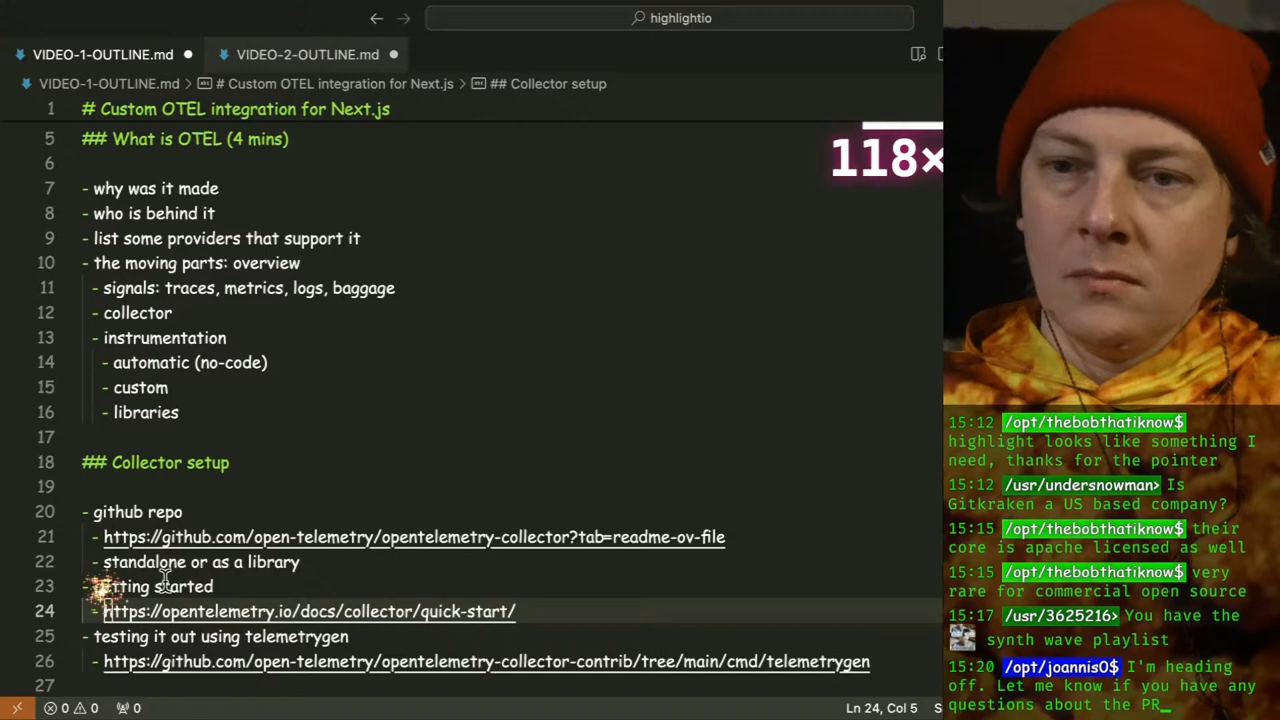 highlightio
VIDEO-1-OUTLINE.md
VIDEO-2-OUTLINE.md
VIDEO-1-OUTLINE.md > # Custom OTEL integration for Next.js > ## Collector setup
1 # Custom OTEL integration for Next.js
5 ## What is OTEL (4 mins)
6
7 - why was it made
8 - who is behind it
9 - list some providers that support it
10 - the moving parts: overview
11 - signals: traces, metrics, logs, baggage
12 - collector
13 - instrumentation
14 - automatic (no-code)
15 - custom
16 - libraries
17
18 ## Collector setup
19
20 - github repo
21 - https://github.com/open-telemetry/opentelemetry-collector?tab=readme-ov-file
22 - standalone or as a library
23 - getting started
24 - https://opentelemetry.io/docs/collector/quick-start/
25 - testing it out using telemetrygen
26 - https://github.com/open-telemetry/opentelemetry-collector-contrib/tree/main/cmd/telemetrygen
27
118×
0 0 0 Ln 24, Col 5 S
15:12 /opt/thebobthatiknow$
highlight looks like something I
need, thanks for the pointer
15:12 /usr/undersnowman> Is
Gitkraken a US based company?
15:15 /opt/thebobthatiknow$ their
core is apache licensed as well
15:15 /opt/thebobthatiknow$ very
rare for commercial open source
15:17 /usr/3625216> You have the
synth wave playlist
15:20 /opt/joannis0$ I'm heading
off. Let me know if you have any
questions about the PR_